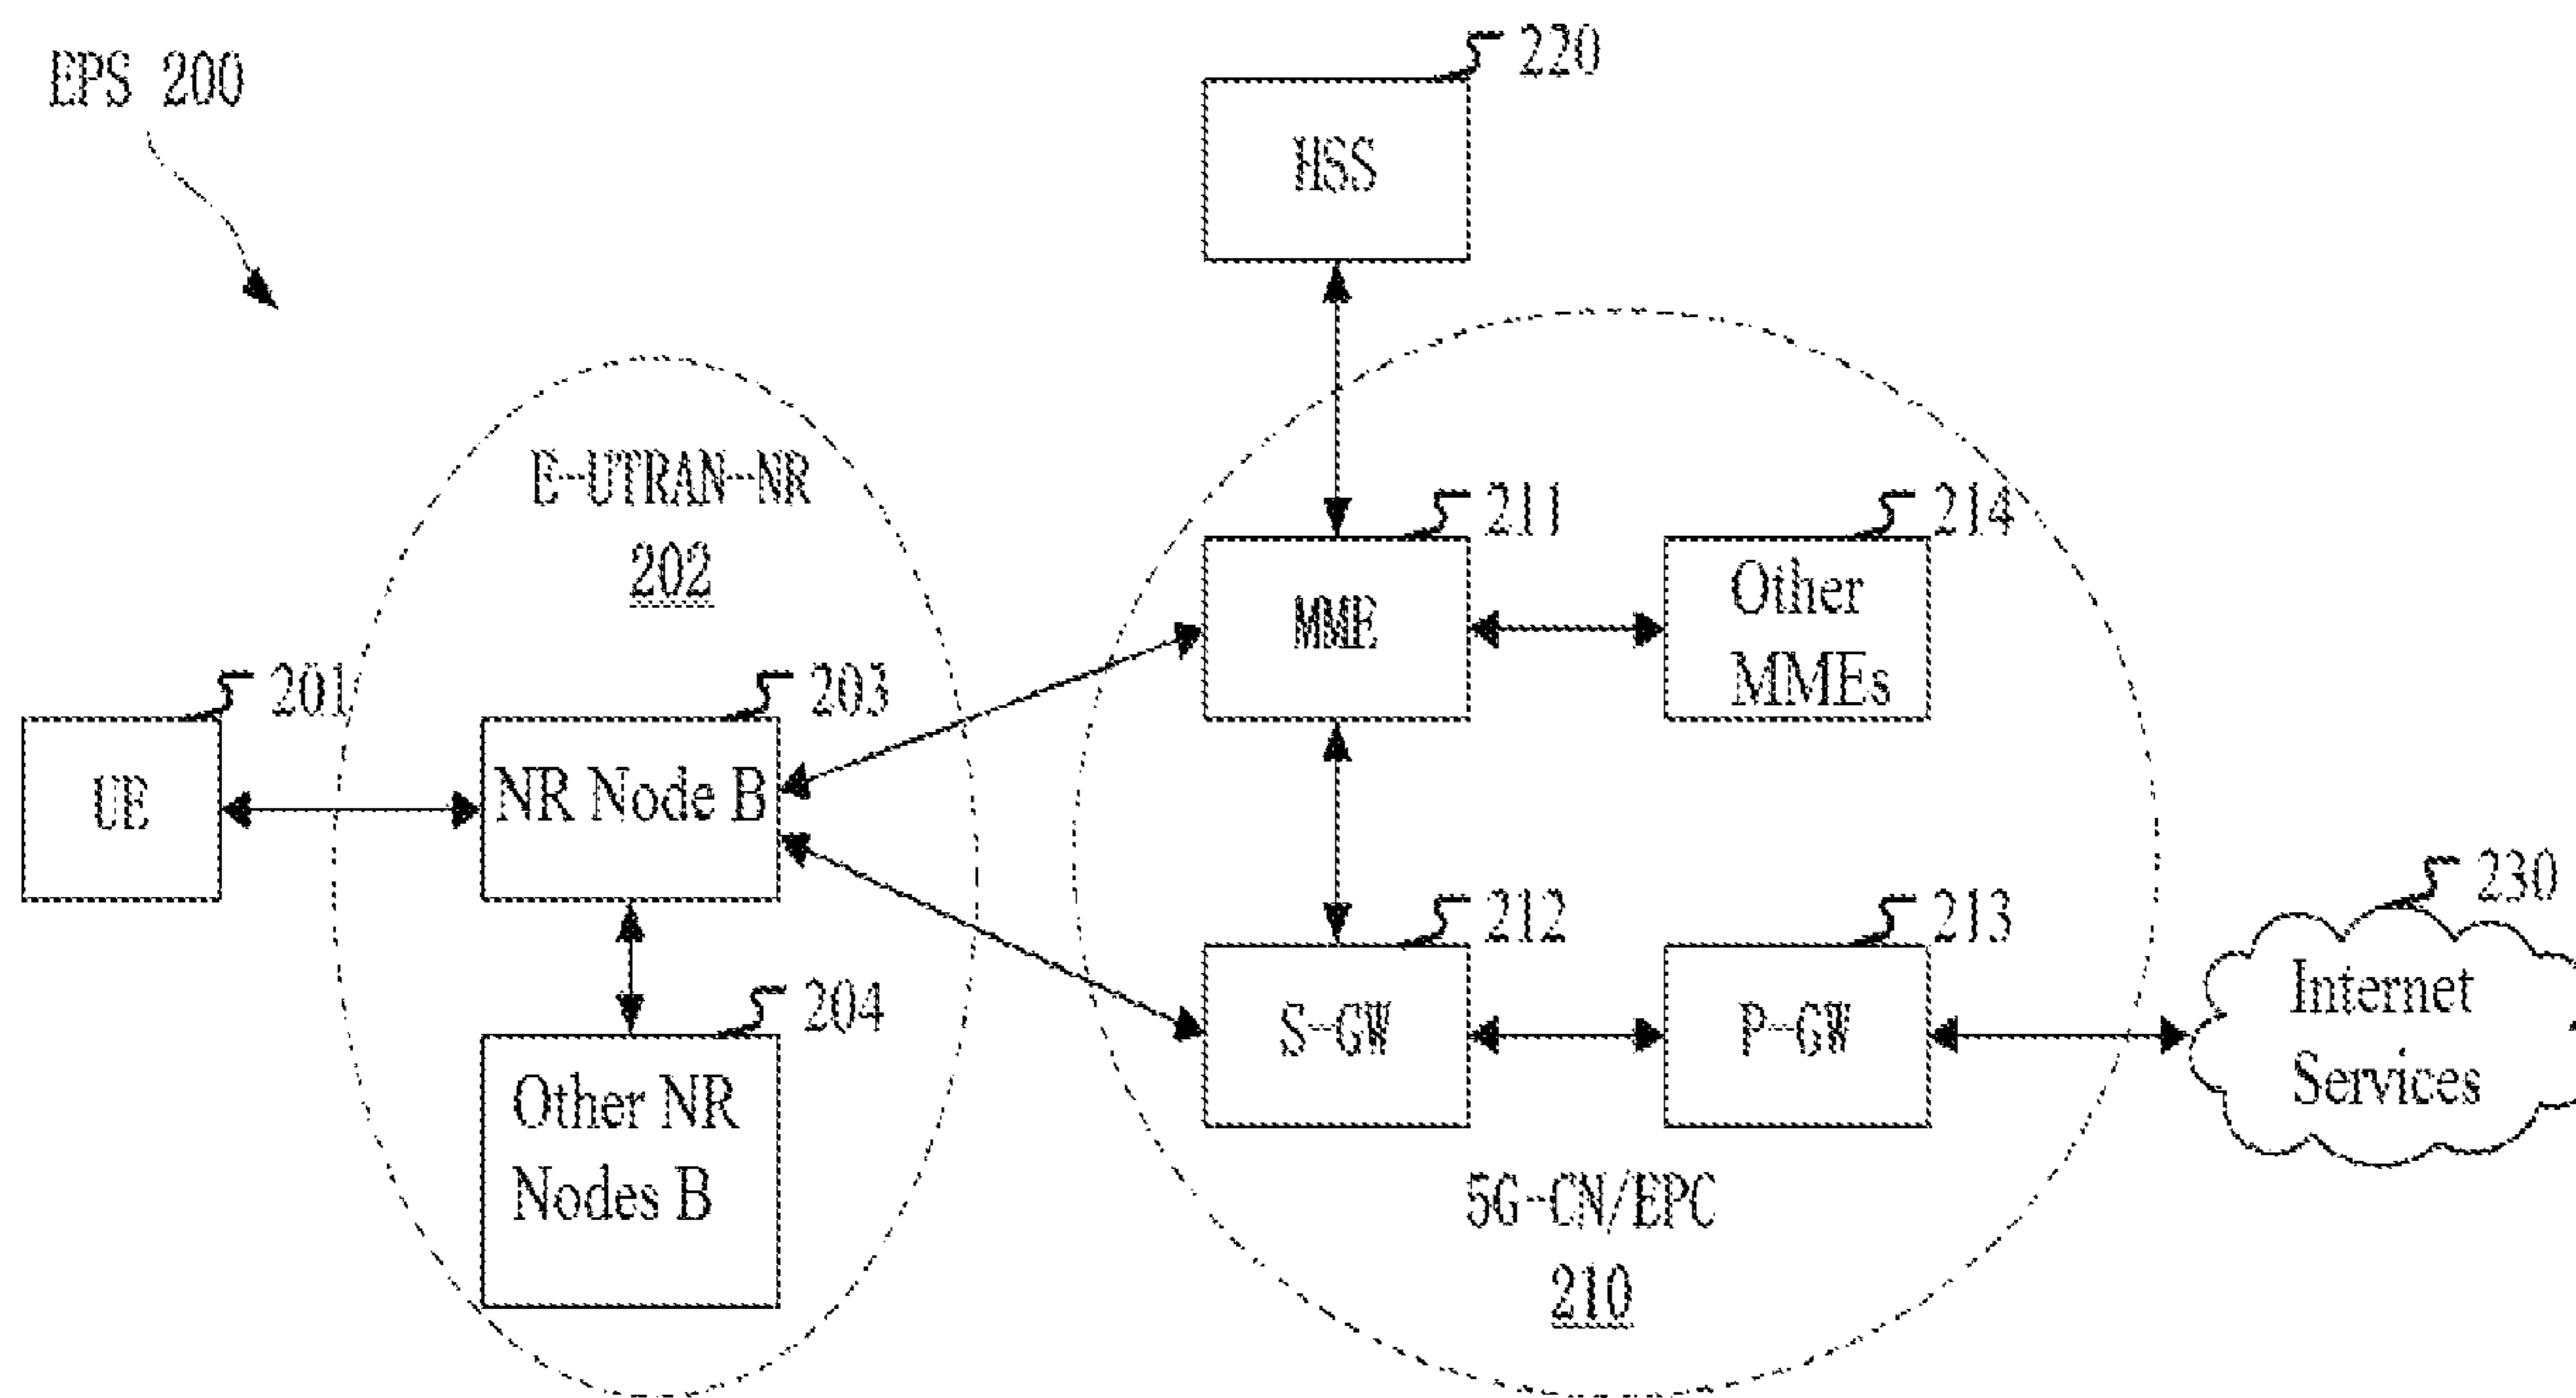 EPS 200
220
HSS
E-UTRAN-NR
202
211
214
MME
Other
MMEs
201
203
UE
NR Node B
212
213
230
204
S-GW
P-GW
Internet
Services
Other NR
Nodes B
5G-CN/EPC
210